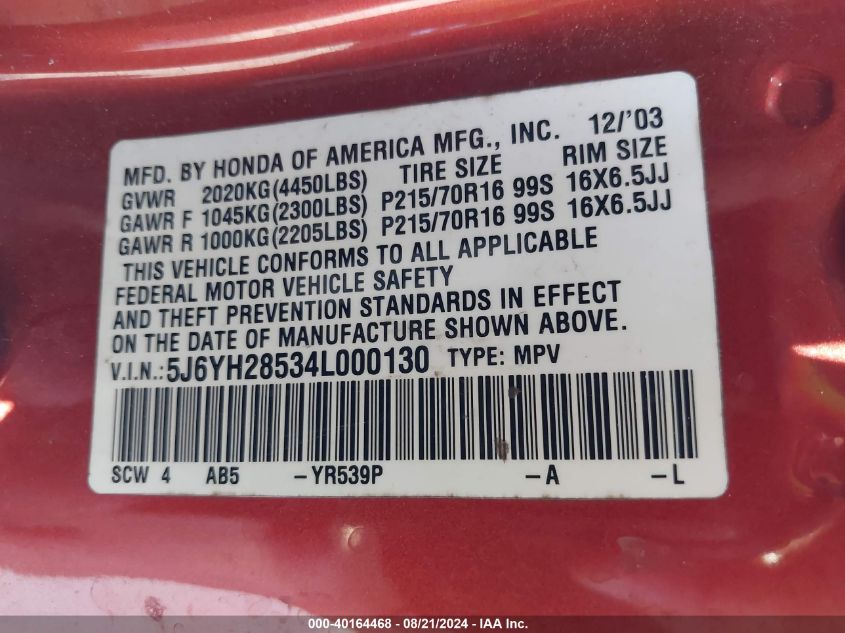 MFD. BY HONDA OF AMERICA MFG., INC. 12/'03
GVWR 2020KG(4450LBS) TIRE SIZE RIM SIZE
GAWR F 1045KG(2300LBS) P215/70R16 99S 16X6.5JJ
GAWR R 1000KG(2205LBS) P215/70R16 99S 16X6.5JJ
THIS VEHICLE CONFORMS TO ALL APPLICABLE
FEDERAL MOTOR VEHICLE SAFETY
AND THEFT PREVENTION STANDARDS IN EFFECT
ON THE DATE OF MANUFACTURE SHOWN ABOVE.
V.I.N.: 5J6YH28534L000130 TYPE: MPV
SCW 4 AB5 -YR539P -A -L
000-40164468 - 08/21/2024 - IAA Inc.